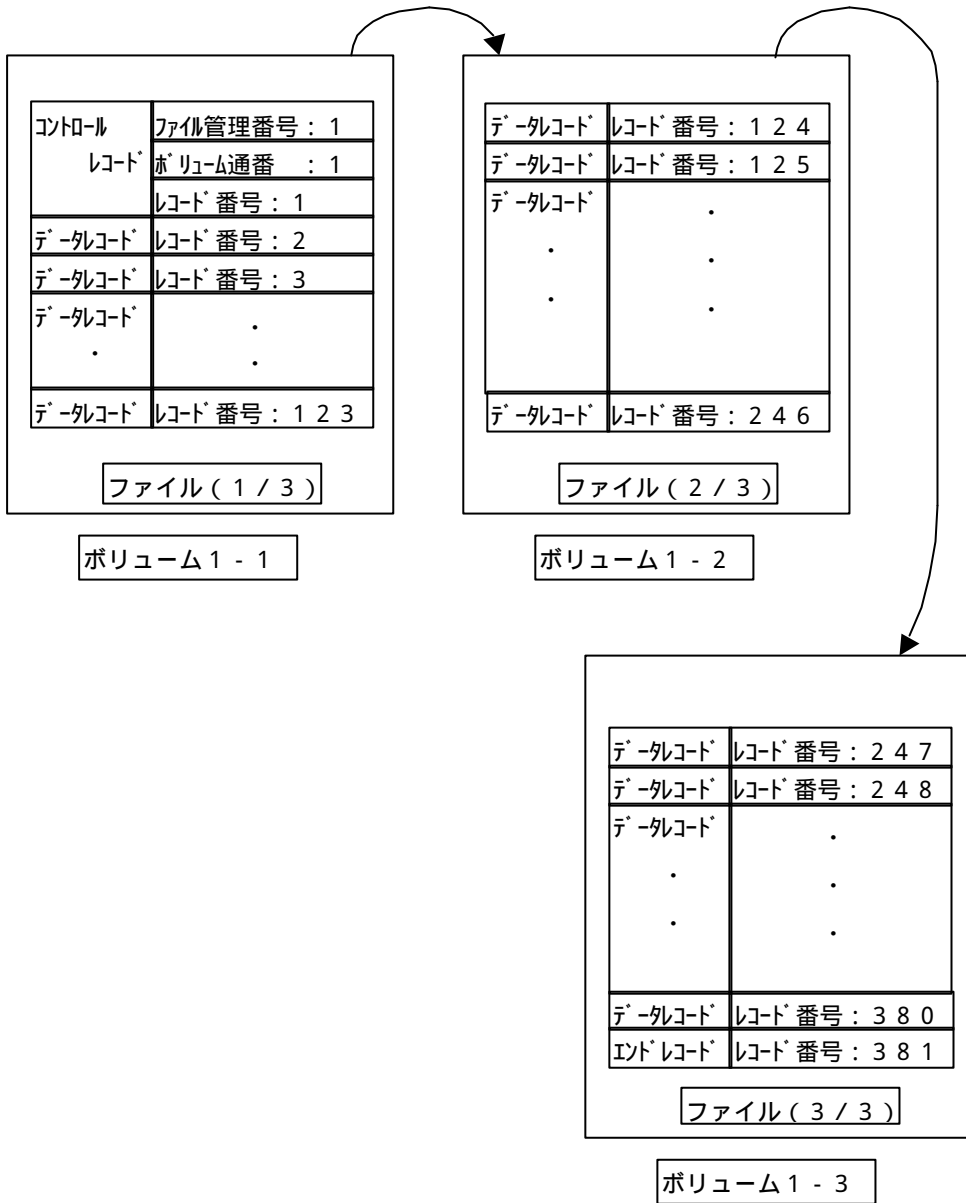 コントロール ファイル管理番号：１
レコード ボリューム通番　：１
レコード番号：１
データレコード レコード番号：２
データレコード レコード番号：３
データレコード ・
・ ・
データレコード レコード番号：１２３
ファイル（１／３）
ボリューム１‐１
データレコード レコード番号：１２４
データレコード レコード番号：１２５
データレコード ・
・ ・
・ ・
データレコード レコード番号：２４６
ファイル（２／３）
ボリューム１‐２
データレコード レコード番号：２４７
データレコード レコード番号：２４８
データレコード ・
・ ・
・ ・
データレコード レコード番号：３８０
エンドレコード レコード番号：３８１
ファイル（３／３）
ボリューム１‐３